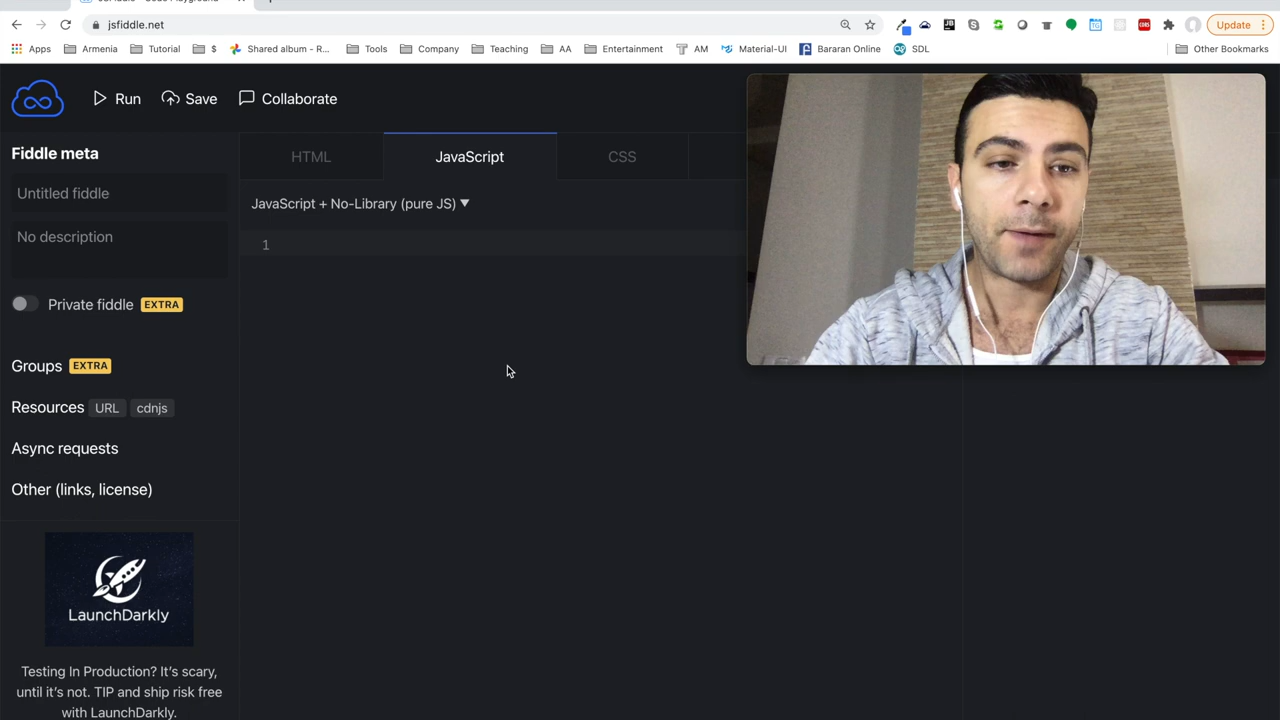 jsfiddle.net
Update
Apps Armenia Tutorial $ Shared album - R... Tools Company Teaching AA Entertainment AM Material-UI Bararan Online SDL Other Bookmarks
Run Save Collaborate
Fiddle meta
Untitled fiddle
No description
Private fiddle EXTRA
Groups EXTRA
Resources URL cdnjs
Async requests
Other (links, license)
LaunchDarkly
Testing In Production? It's scary,
until it's not. TIP and ship risk free
with LaunchDarkly.
HTML JavaScript CSS
JavaScript + No-Library (pure JS) ▼
1